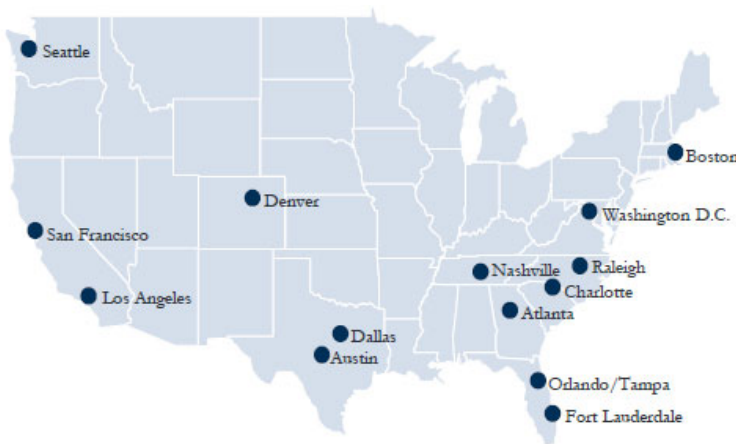 Seattle
Boston
Denver
Washington D.C.
San Francisco
Nashville
Raleigh
Charlotte
Los Angeles
Atlanta
Dallas
Austin
Orlando/Tampa
Fort Lauderdale